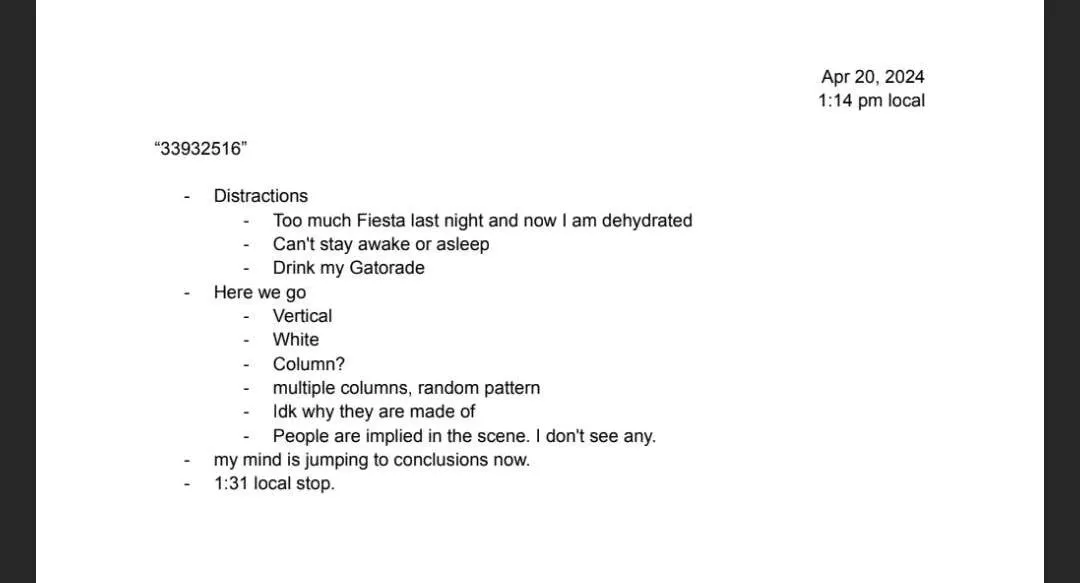 Apr 20, 2024
1:14 pm local
“33932516”
- Distractions
- Too much Fiesta last night and now I am dehydrated
- Can't stay awake or asleep
- Drink my Gatorade
- Here we go
- Vertical
- White
- Column?
- multiple columns, random pattern
- Idk why they are made of
- People are implied in the scene. I don't see any.
- my mind is jumping to conclusions now.
- 1:31 local stop.